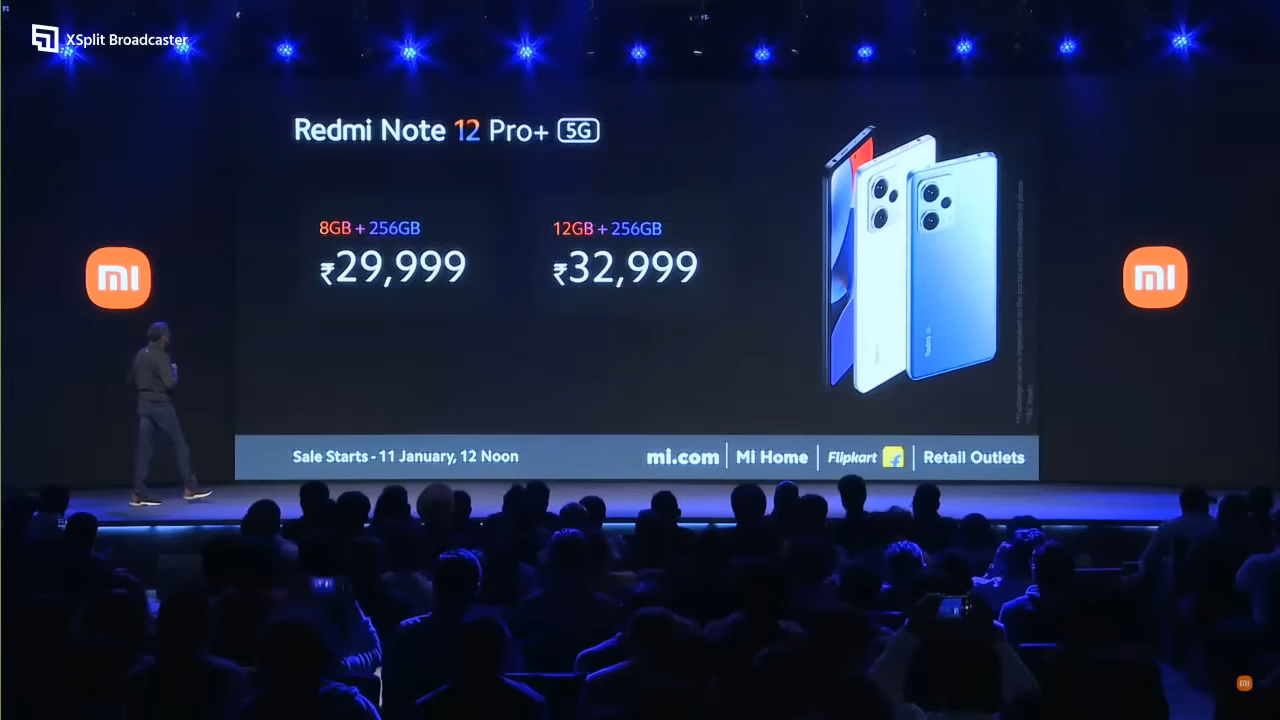 XSplit Broadcaster
Redmi Note 12 Pro+ 5G
8GB + 256GB
₹29,999
12GB + 256GB
₹32,999
mi
mi
Sale Starts - 11 January, 12 Noon
mi.com | Mi Home | Flipkart | Retail Outlets
mi